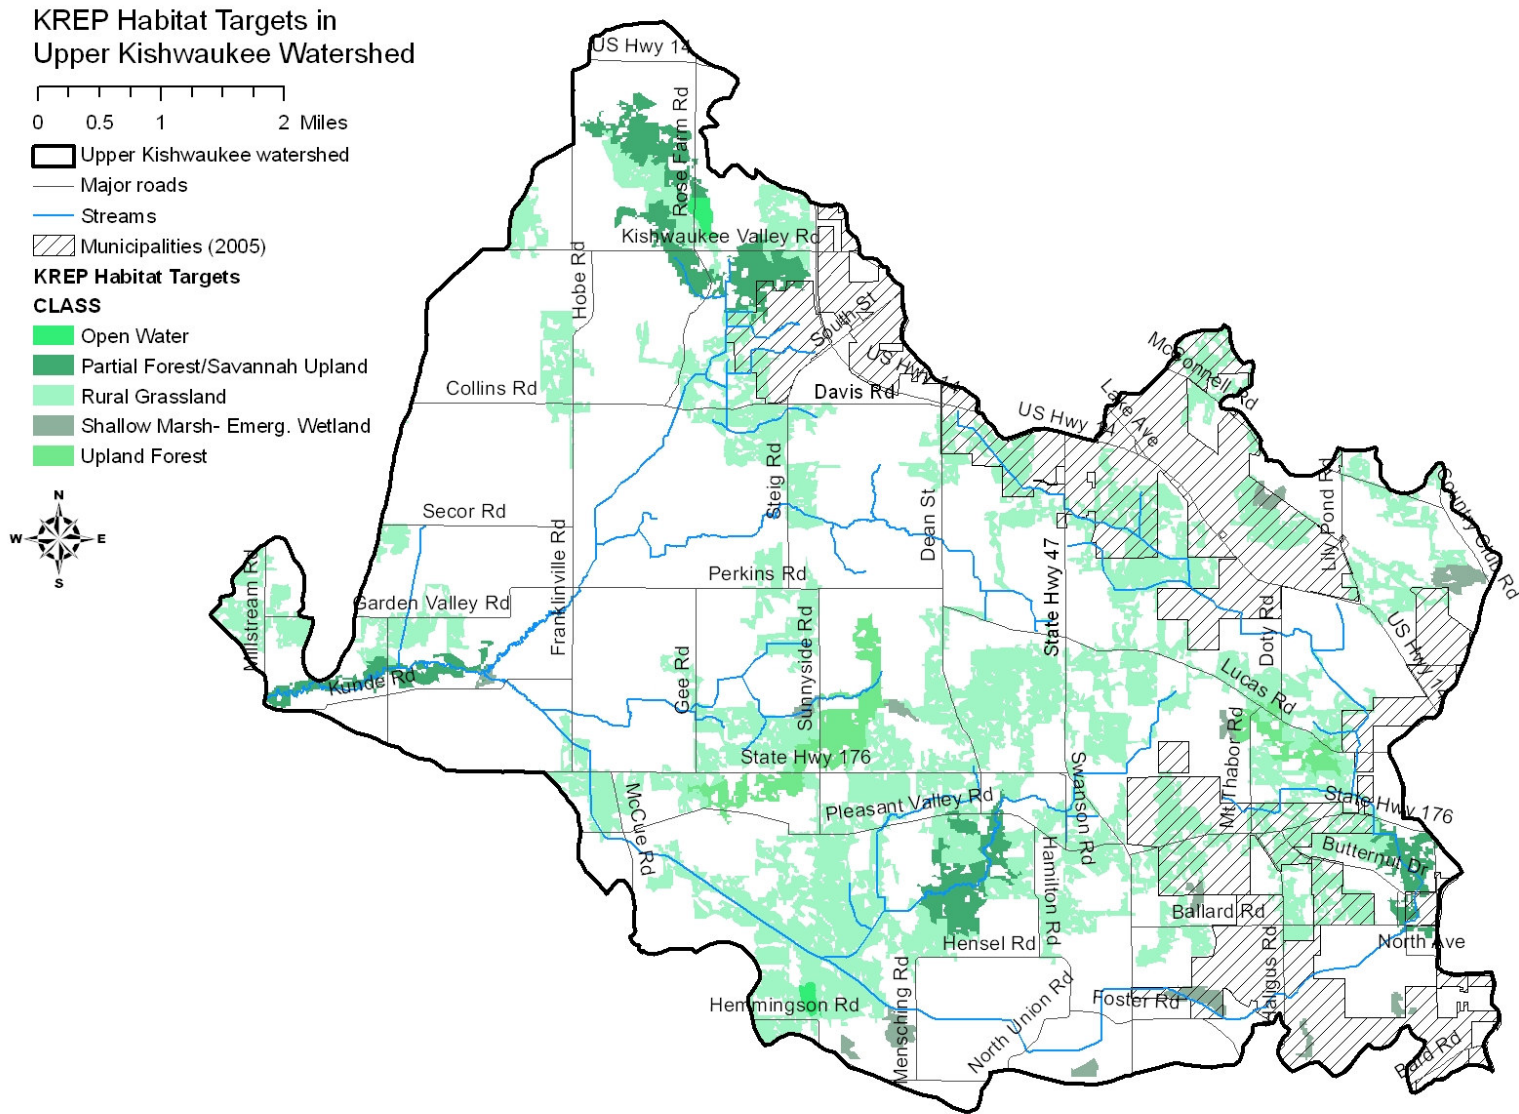 KREP Habitat Targets in
Upper Kishwaukee Watershed
0 0.5 1 2 Miles
Upper Kishwaukee watershed
Major roads
Streams
Municipalities (2005)
KREP Habitat Targets
CLASS
Open Water
Partial Forest/Savannah Upland
Rural Grassland
Shallow Marsh- Emerg. Wetland
Upland Forest
N
W E
S
US Hwy 14
Rose Farm Rd
Kishwaukee Valley Rd
Hobe Rd
South St
US Hwy 14
McConnell Rd
Collins Rd
Davis Rd
Lake Ave
US Hwy 14
Steig Rd
Lily Pond Rd
Country Club Rd
Secor Rd
Dean St
Franklinville Rd
State Hwy 47
Millstream Rd
Perkins Rd
Garden Valley Rd
Doty Rd
US Hwy 14
Sunnyside Rd
Gee Rd
Kunde Rd
Lucas Rd
Mt Thabor Rd
State Hwy 176
Swanson Rd
McCue Rd
Pleasant Valley Rd
State Hwy 176
Butternut Dr
Hamilton Rd
Ballard Rd
Hensel Rd
North Ave
Haligus Rd
Mensching Rd
Hemmingson Rd
North Union Rd
Foster Rd
Bard Rd